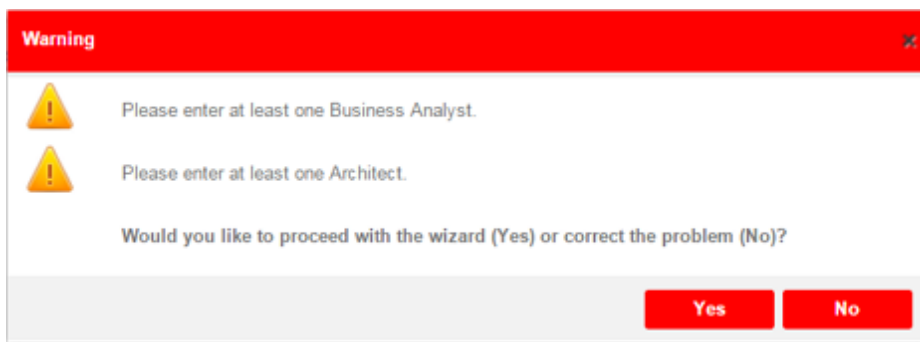 Warning
Please enter at least one Business Analyst.
Please enter at least one Architect.
Would you like to proceed with the wizard (Yes) or correct the problem (No)?
Yes No